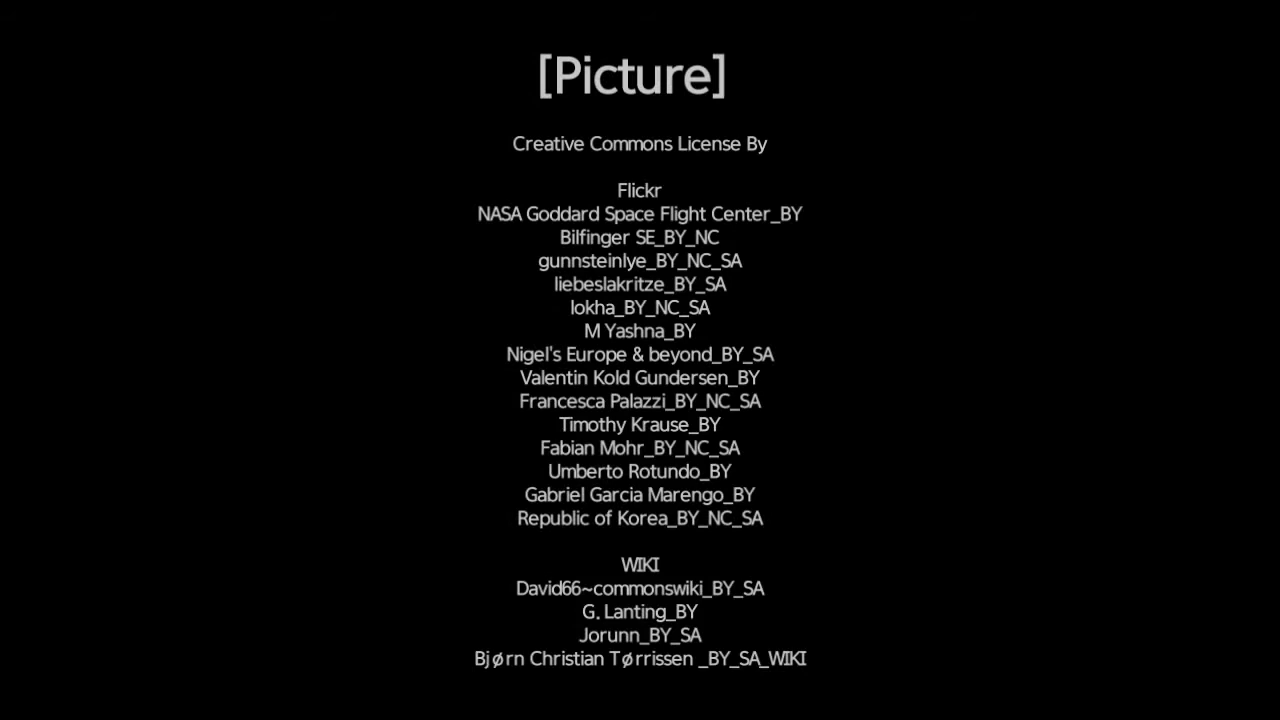 [Picture]
Creative Commons License By
Flickr
NASA Goddard Space Flight Center_BY
Bilfinger SE_BY_NC
gunnsteinlye_BY_NC_SA
liebeslakritze_BY_SA
lokha_BY_NC_SA
M Yashna_BY
Nigel's Europe & beyond_BY_SA
Valentin Kold Gundersen_BY
Francesca Palazzi_BY_NC_SA
Timothy Krause_BY
Fabian Mohr_BY_NC_SA
Umberto Rotundo_BY
Gabriel Garcia Marengo_BY
Republic of Korea_BY_NC_SA
WIKI
David66~commonswiki_BY_SA
G. Lanting_BY
Jorunn_BY_SA
Bjørn Christian Tørrissen _BY_SA_WIKI